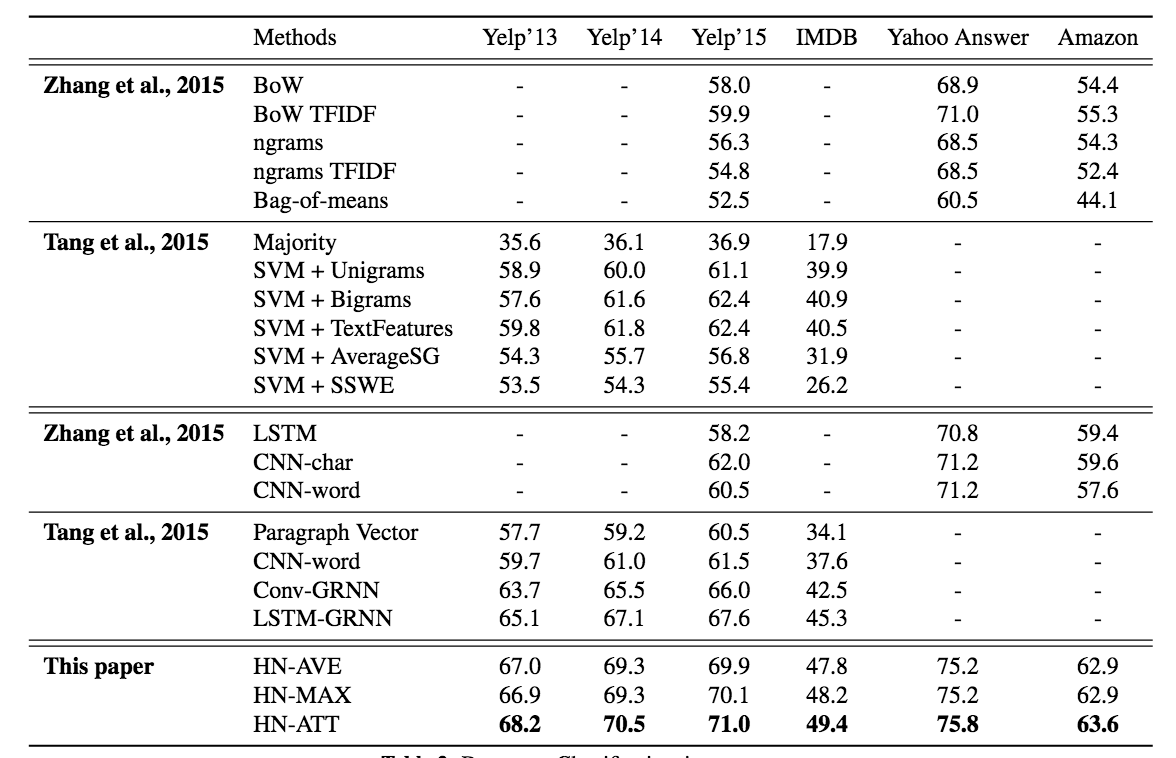 Methods Yelp'13 Yelp'14 Yelp'15 IMDB Yahoo Answer Amazon
Zhang et al., 2015 BoW - - 58.0 - 68.9 54.4
BoW TFIDF - - 59.9 - 71.0 55.3
ngrams - - 56.3 - 68.5 54.3
ngrams TFIDF - - 54.8 - 68.5 52.4
Bag-of-means - - 52.5 - 60.5 44.1
Tang et al., 2015 Majority 35.6 36.1 36.9 17.9 - -
SVM + Unigrams 58.9 60.0 61.1 39.9 - -
SVM + Bigrams 57.6 61.6 62.4 40.9 - -
SVM + TextFeatures 59.8 61.8 62.4 40.5 - -
SVM + AverageSG 54.3 55.7 56.8 31.9 - -
SVM + SSWE 53.5 54.3 55.4 26.2 - -
Zhang et al., 2015 LSTM - - 58.2 - 70.8 59.4
CNN-char - - 62.0 - 71.2 59.6
CNN-word - - 60.5 - 71.2 57.6
Tang et al., 2015 Paragraph Vector 57.7 59.2 60.5 34.1 - -
CNN-word 59.7 61.0 61.5 37.6 - -
Conv-GRNN 63.7 65.5 66.0 42.5 - -
LSTM-GRNN 65.1 67.1 67.6 45.3 - -
This paper HN-AVE 67.0 69.3 69.9 47.8 75.2 62.9
HN-MAX 66.9 69.3 70.1 48.2 75.2 62.9
HN-ATT 68.2 70.5 71.0 49.4 75.8 63.6